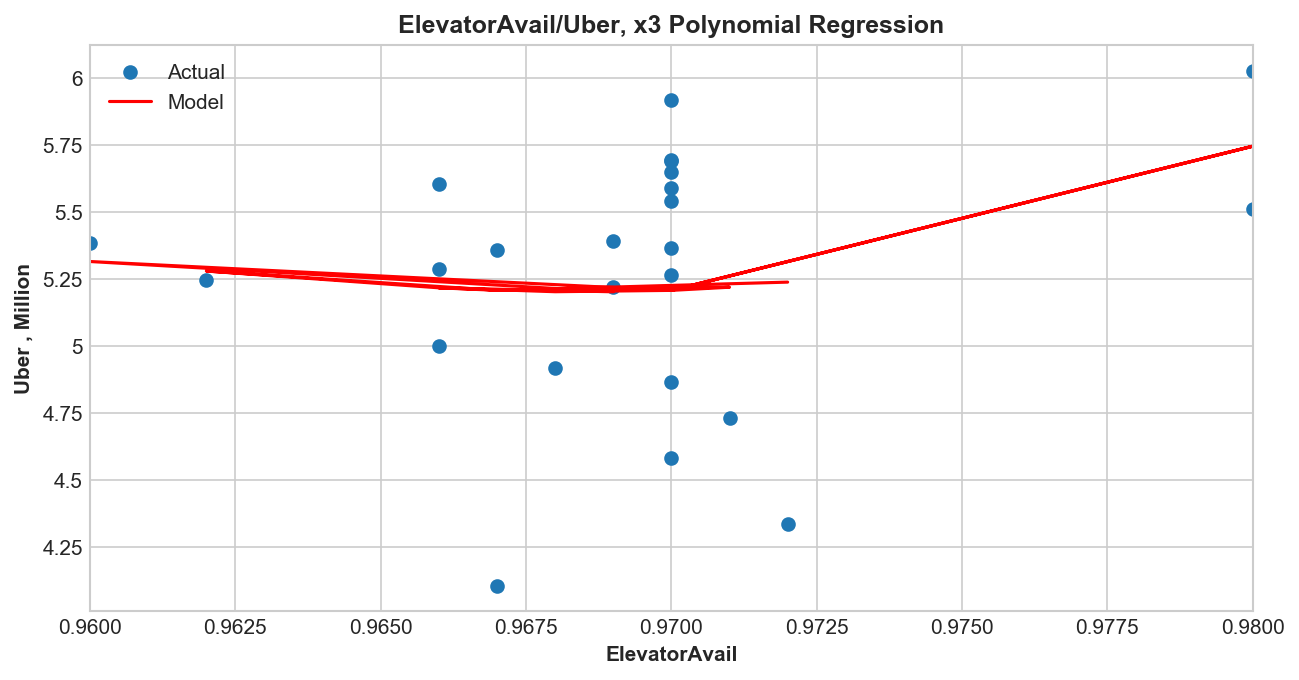 ElevatorAvail/Uber, x3 Polynomial Regression
Actual
Model
6
5.75
5.5
5.25
5
4.75
4.5
4.25
Uber , Million
0.9600 0.9625 0.9650 0.9675 0.9700 0.9725 0.9750 0.9775 0.9800
ElevatorAvail